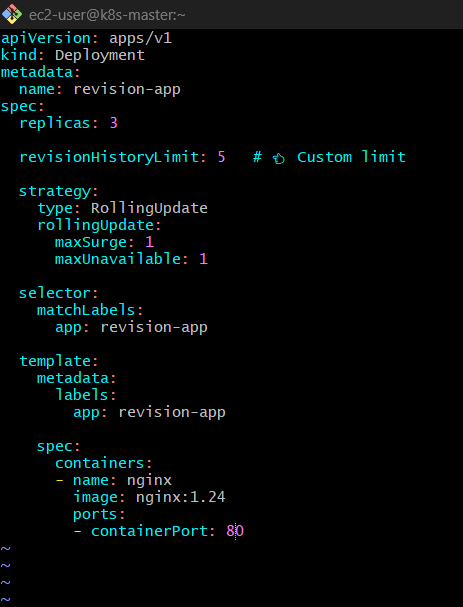 ec2-user@k8s-master:~
apiVersion: apps/v1
kind: Deployment
metadata:
  name: revision-app
spec:
  replicas: 3
  revisionHistoryLimit: 5   # 👈 Custom limit
  strategy:
    type: RollingUpdate
    rollingUpdate:
      maxSurge: 1
      maxUnavailable: 1
  selector:
    matchLabels:
      app: revision-app
  template:
    metadata:
      labels:
        app: revision-app
    spec:
      containers:
      - name: nginx
        image: nginx:1.24
        ports:
        - containerPort: 80
~
~
~
~